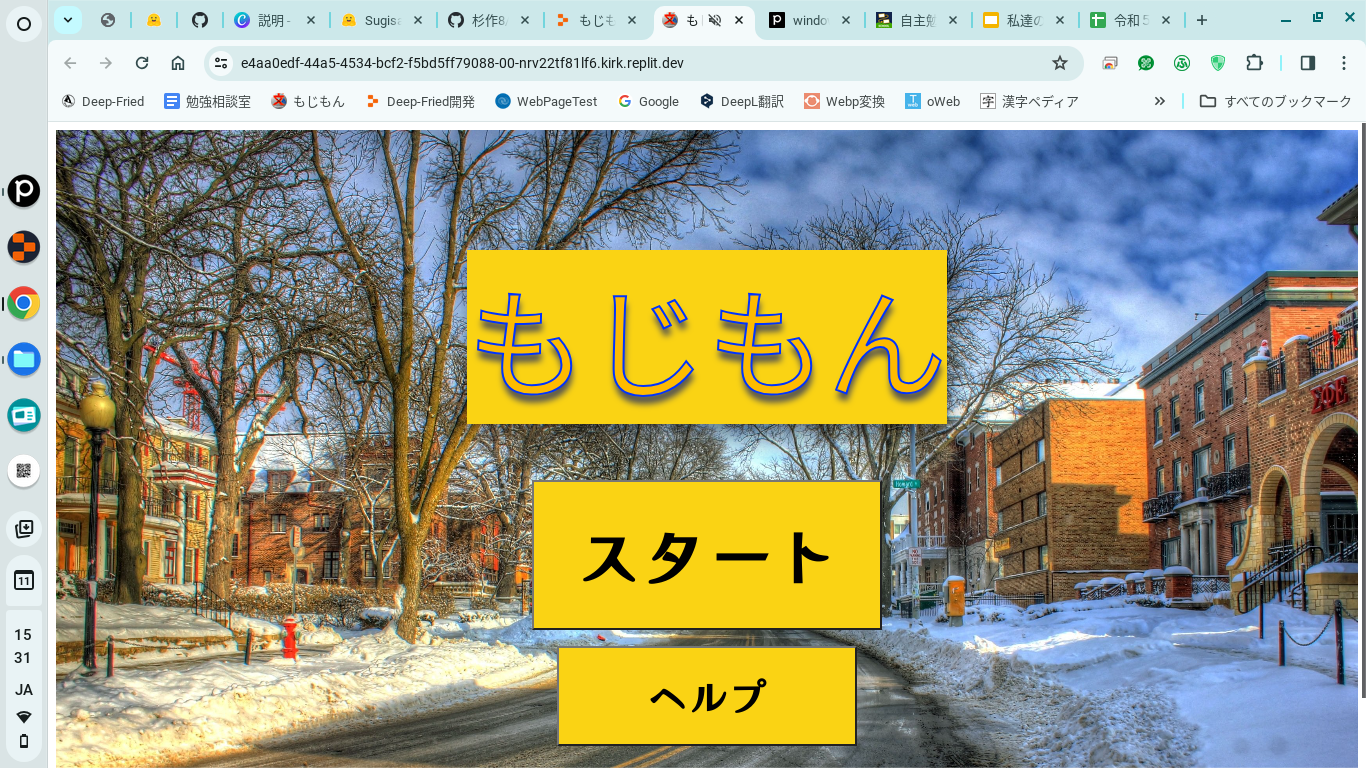 説明 -
Sugisa
杉作8/
もじも
も
windo
自主勉
私達の
令和５
e4aa0edf-44a5-4534-bcf2-f5bd5ff79088-00-nrv22tf81lf6.kirk.replit.dev
Deep-Fried
勉強相談室
もじもん
Deep-Fried開発
WebPageTest
Google
DeepL翻訳
Webp変換
oWeb
字
漢字ペディア
すべてのブックマーク
もじもん
ΣΦΕ
スタート
ヘルプ
11
15
31
JA